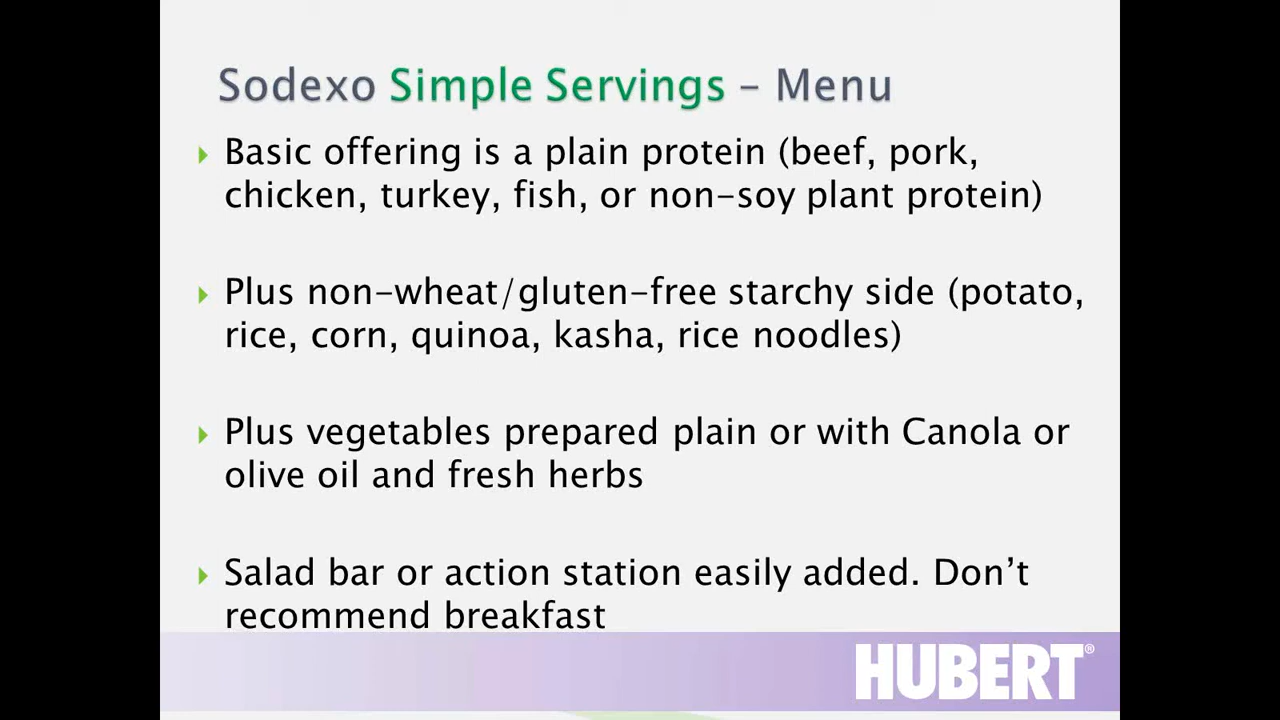 Sodexo Simple Servings – Menu
Basic offering is a plain protein (beef, pork,
chicken, turkey, fish, or non-soy plant protein)
Plus non-wheat/gluten-free starchy side (potato,
rice, corn, quinoa, kasha, rice noodles)
Plus vegetables prepared plain or with Canola or
olive oil and fresh herbs
Salad bar or action station easily added. Don’t
recommend breakfast
HUBERT®